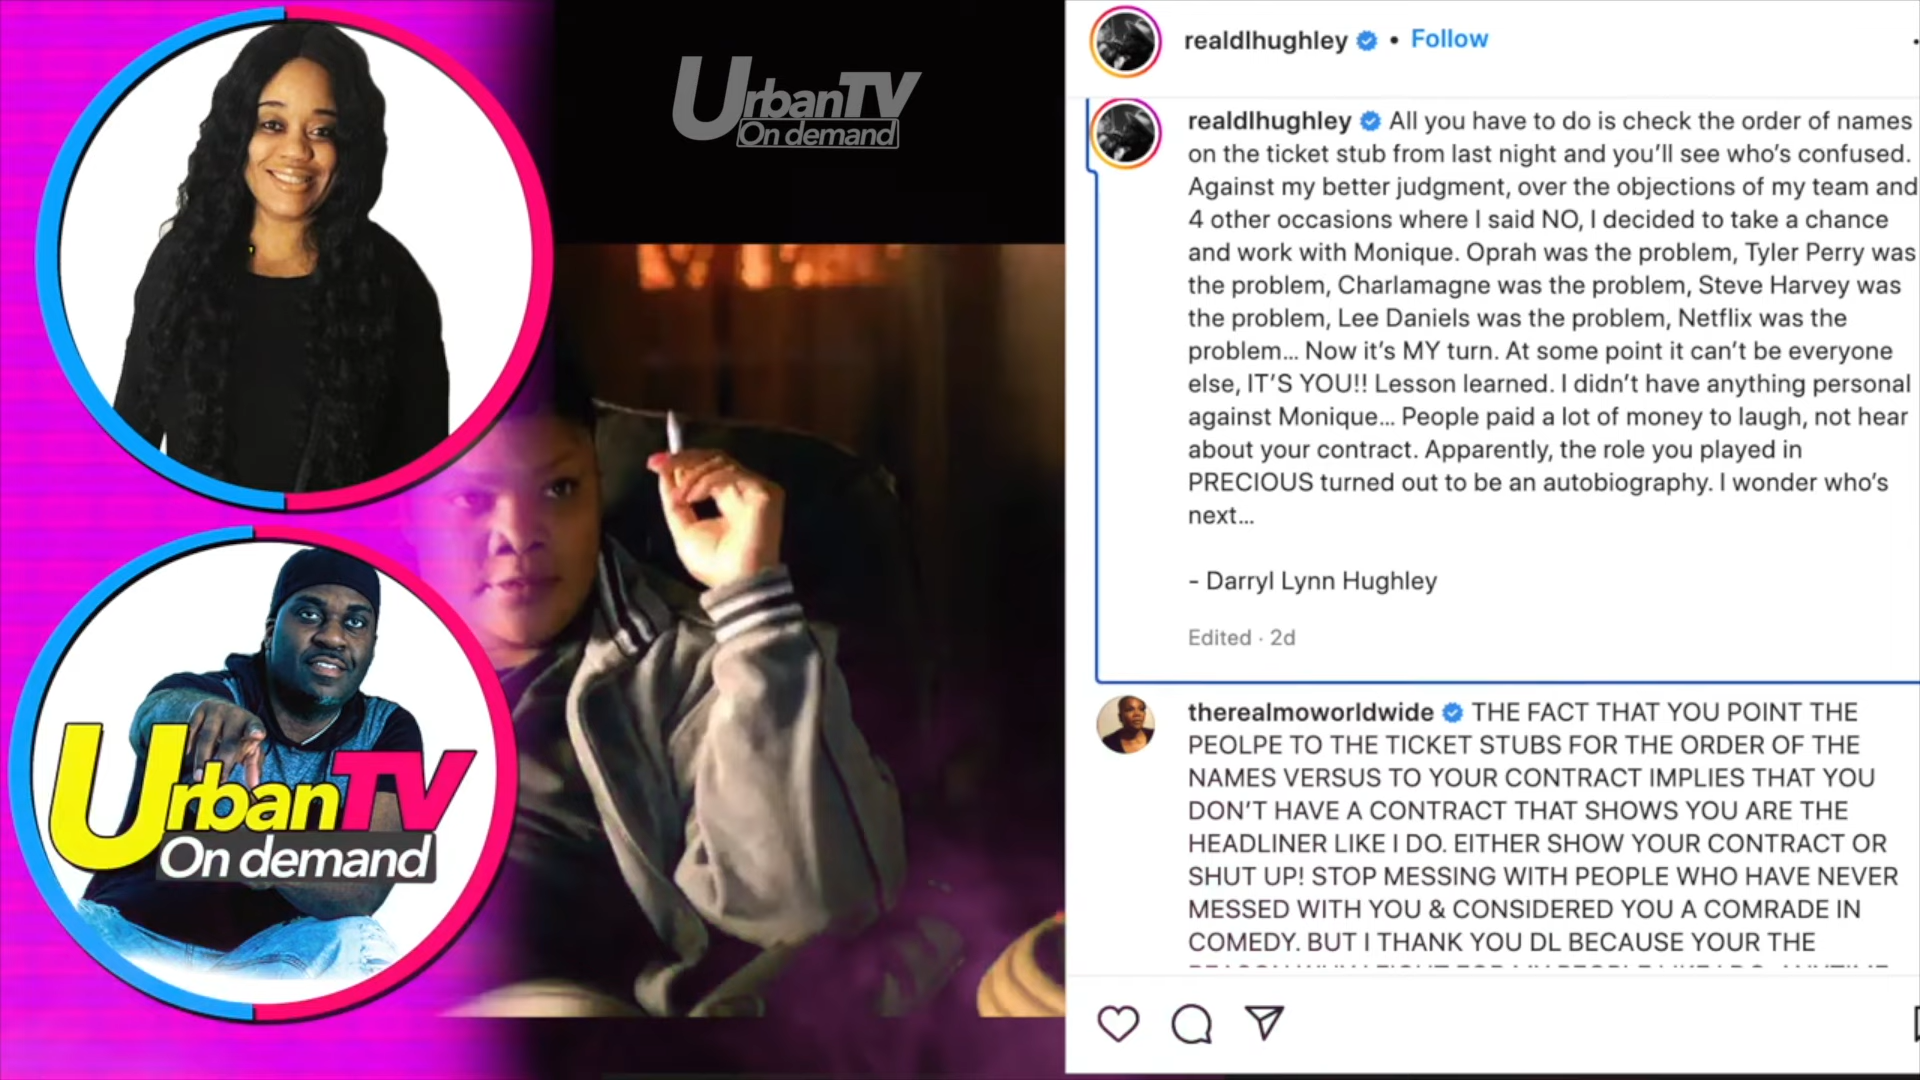 UrbanTV
On demand
UrbanTV
On demand
realdlhughley • Follow
realdlhughley All you have to do is check the order of names
on the ticket stub from last night and you'll see who's confused.
Against my better judgment, over the objections of my team and
4 other occasions where I said NO, I decided to take a chance
and work with Monique. Oprah was the problem, Tyler Perry was
the problem, Charlamagne was the problem, Steve Harvey was
the problem, Lee Daniels was the problem, Netflix was the
problem... Now it's MY turn. At some point it can't be everyone
else, IT'S YOU!! Lesson learned. I didn't have anything personal
against Monique... People paid a lot of money to laugh, not hear
about your contract. Apparently, the role you played in
PRECIOUS turned out to be an autobiography. I wonder who's
next...
- Darryl Lynn Hughley
Edited · 2d
therealmoworldwide THE FACT THAT YOU POINT THE
PEOLPE TO THE TICKET STUBS FOR THE ORDER OF THE
NAMES VERSUS TO YOUR CONTRACT IMPLIES THAT YOU
DON'T HAVE A CONTRACT THAT SHOWS YOU ARE THE
HEADLINER LIKE I DO. EITHER SHOW YOUR CONTRACT OR
SHUT UP! STOP MESSING WITH PEOPLE WHO HAVE NEVER
MESSED WITH YOU & CONSIDERED YOU A COMRADE IN
COMEDY. BUT I THANK YOU DL BECAUSE YOUR THE